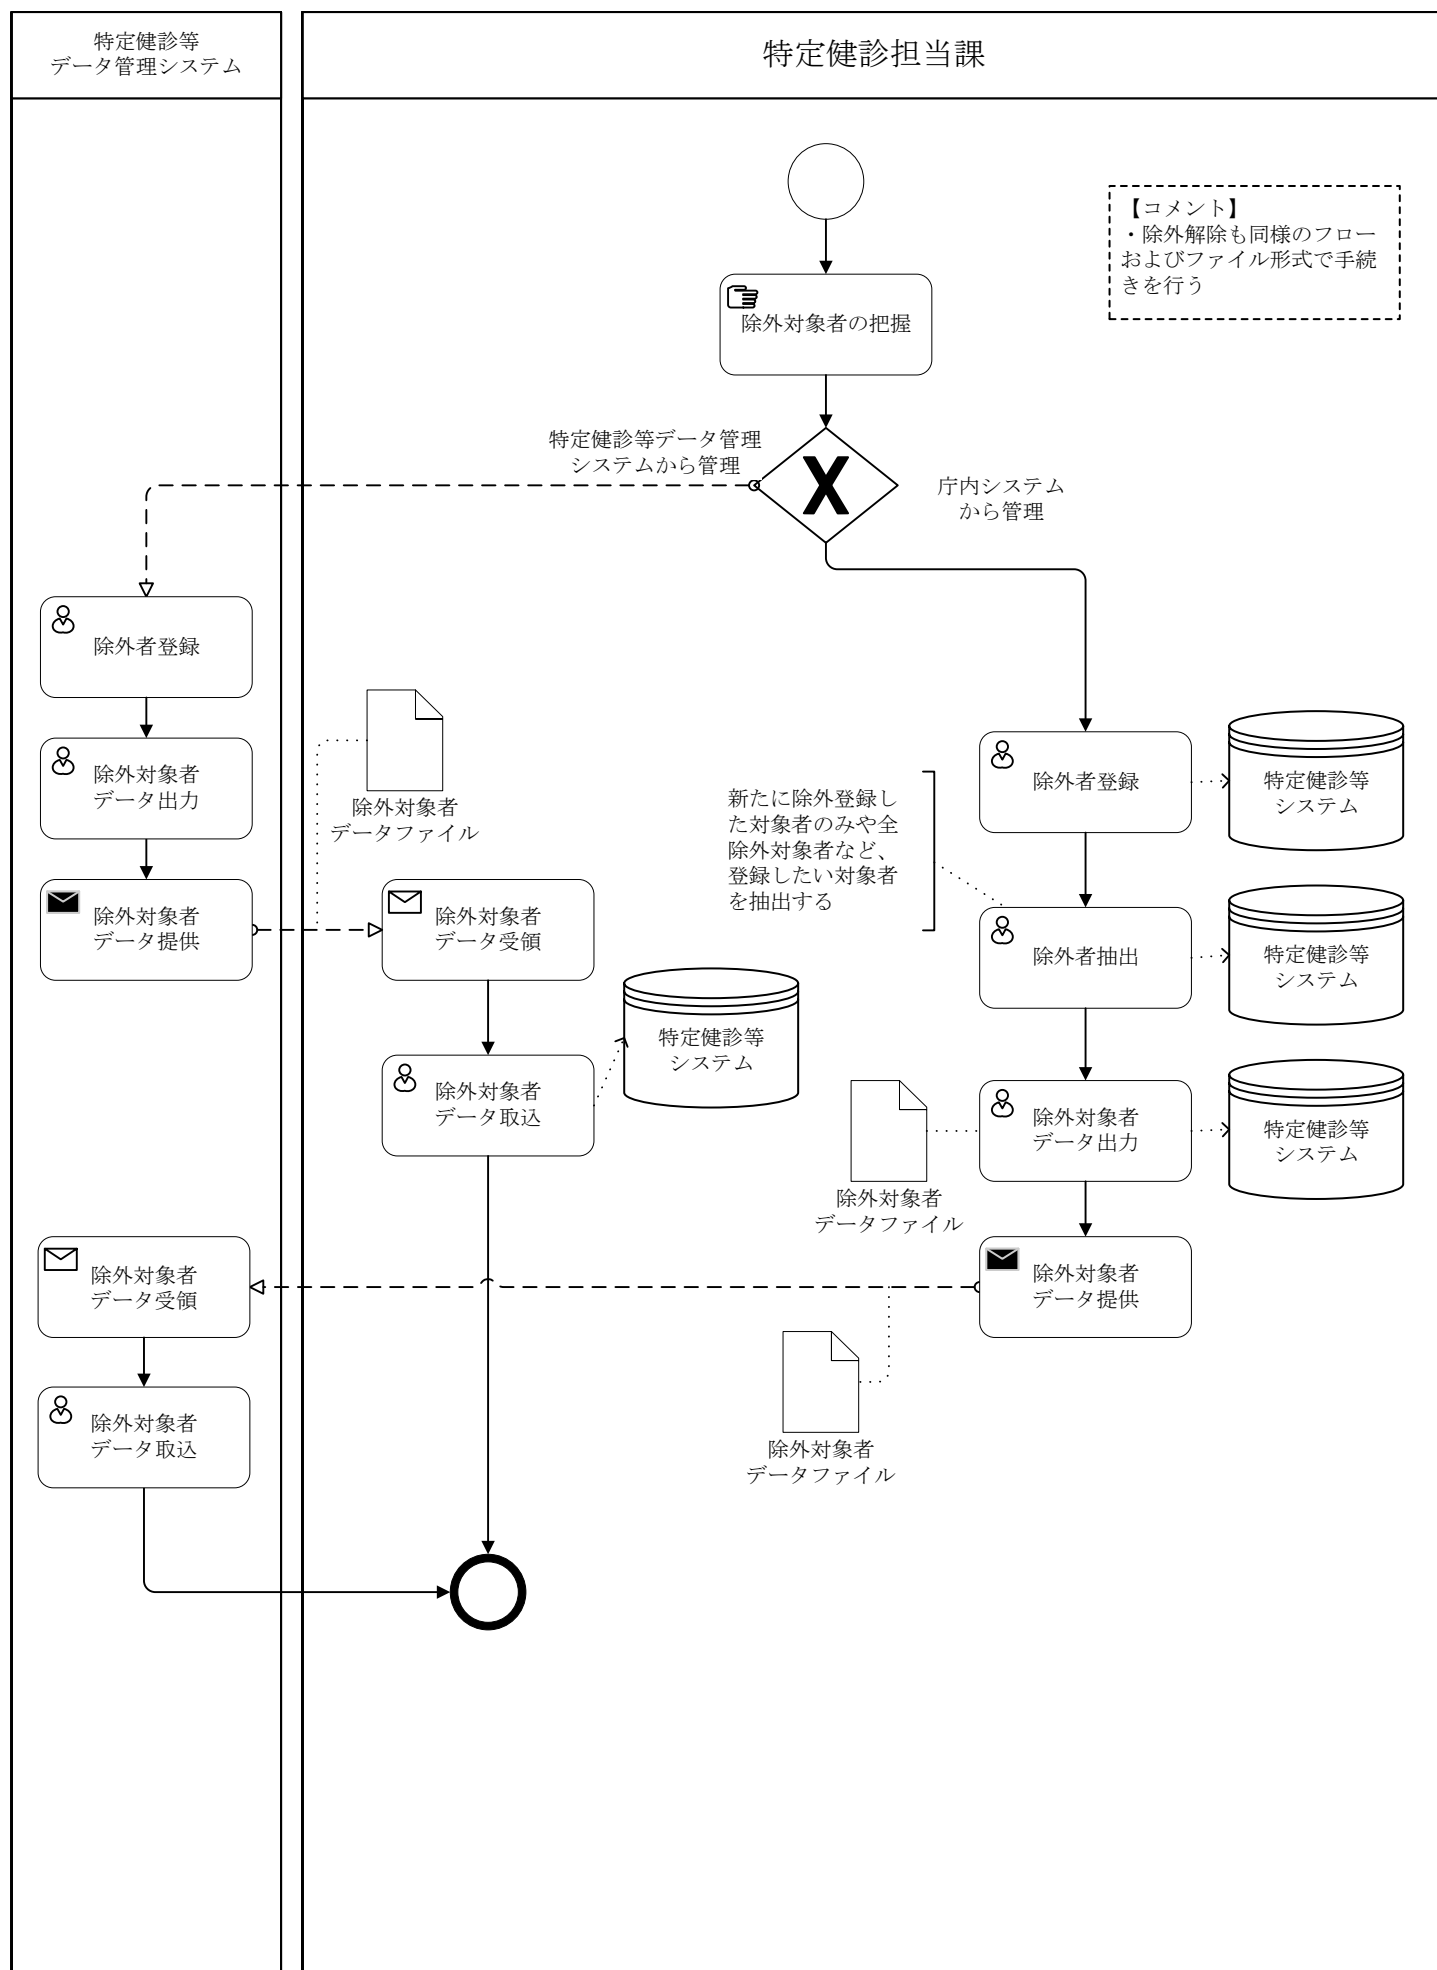 特定健診等
データ管理システム
特定健診担当課
【コメント】
・除外解除も同様のフロー
およびファイル形式で手続
きを行う
除外対象者の把握
特定健診等データ管理
システムから管理
庁内システム
から管理
除外者登録
除外対象者
データ出力
除外対象者
データファイル
除外対象者
データ提供
除外対象者
データ受領
除外対象者
データ取込
特定健診等
システム
除外者登録
特定健診等
システム
新たに除外登録し
た対象者のみや全
除外対象者など、
登録したい対象者
を抽出する
除外者抽出
特定健診等
システム
除外対象者
データ出力
特定健診等
システム
除外対象者
データファイル
除外対象者
データ提供
除外対象者
データファイル
除外対象者
データ受領
除外対象者
データ取込